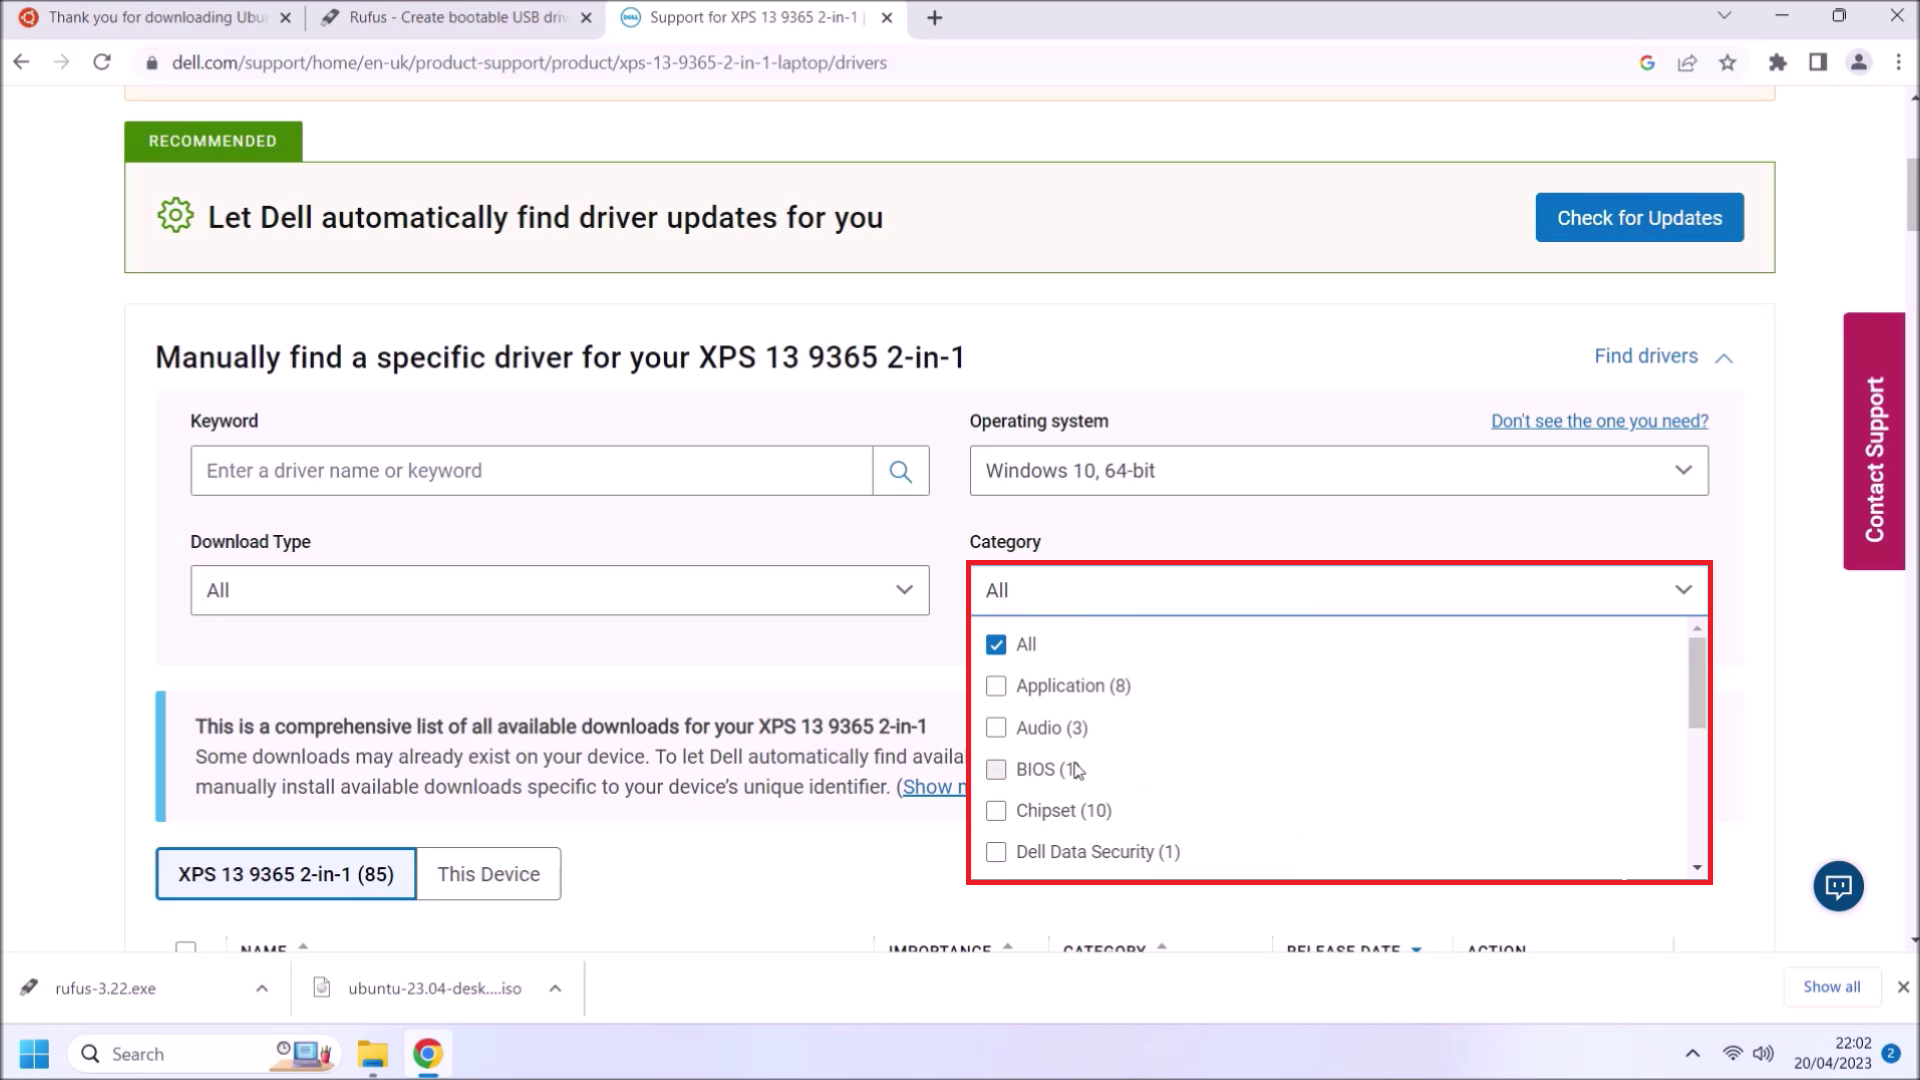 Thank you for downloading Ubu
Rufus - Create bootable USB driv
Support for XPS 13 9365 2-in-1 |
dell.com/support/home/en-uk/product-support/product/xps-13-9365-2-in-1-laptop/drivers
RECOMMENDED
Let Dell automatically find driver updates for you
Check for Updates
Manually find a specific driver for your XPS 13 9365 2-in-1
Find drivers
Keyword
Operating system
Don't see the one you need?
Enter a driver name or keyword
Windows 10, 64-bit
Download Type
Category
All
All
All
Application (8)
Audio (3)
BIOS (1
Chipset (10)
Dell Data Security (1)
This is a comprehensive list of all available downloads for your XPS 13 9365 2-in-1
Some downloads may already exist on your device. To let Dell automatically find availa
manually install available downloads specific to your device's unique identifier. (Show m
XPS 13 9365 2-in-1 (85)
This Device
NAME
IMPORTANCE
CATEGORY
RELEASE DATE
ACTION
Contact Support
rufus-3.22.exe
ubuntu-23.04-desk....iso
Show all
Search
22:02
20/04/2023
2